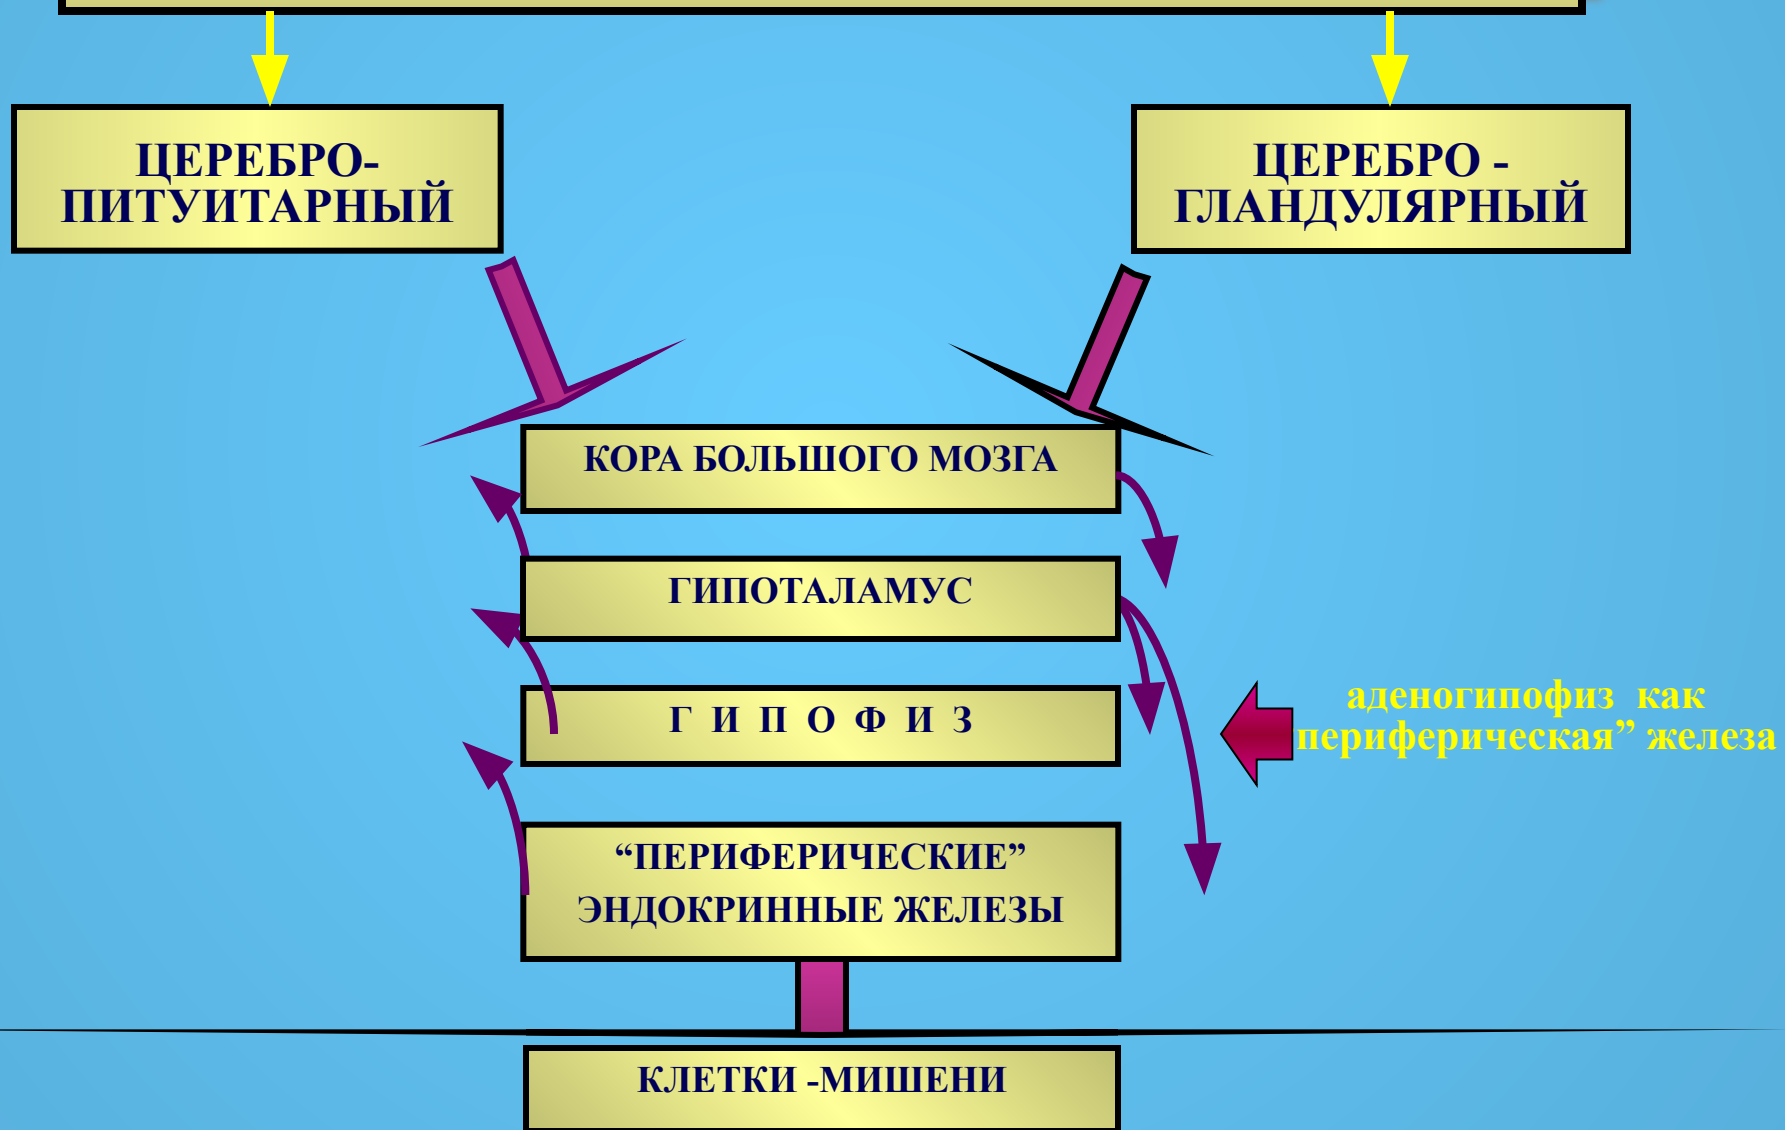 ЦЕРЕБРО-
ПИТУИТАРНЫЙ
ЦЕРЕБРО -
ГЛАНДУЛЯРНЫЙ
КОРА БОЛЬШОГО МОЗГА
ГИПОТАЛАМУС
Г И П О Ф И З
аденогипофиз как
периферическая” железа
“ПЕРИФЕРИЧЕСКИЕ”
ЭНДОКРИННЫЕ ЖЕЛЕЗЫ
КЛЕТКИ -МИШЕНИ